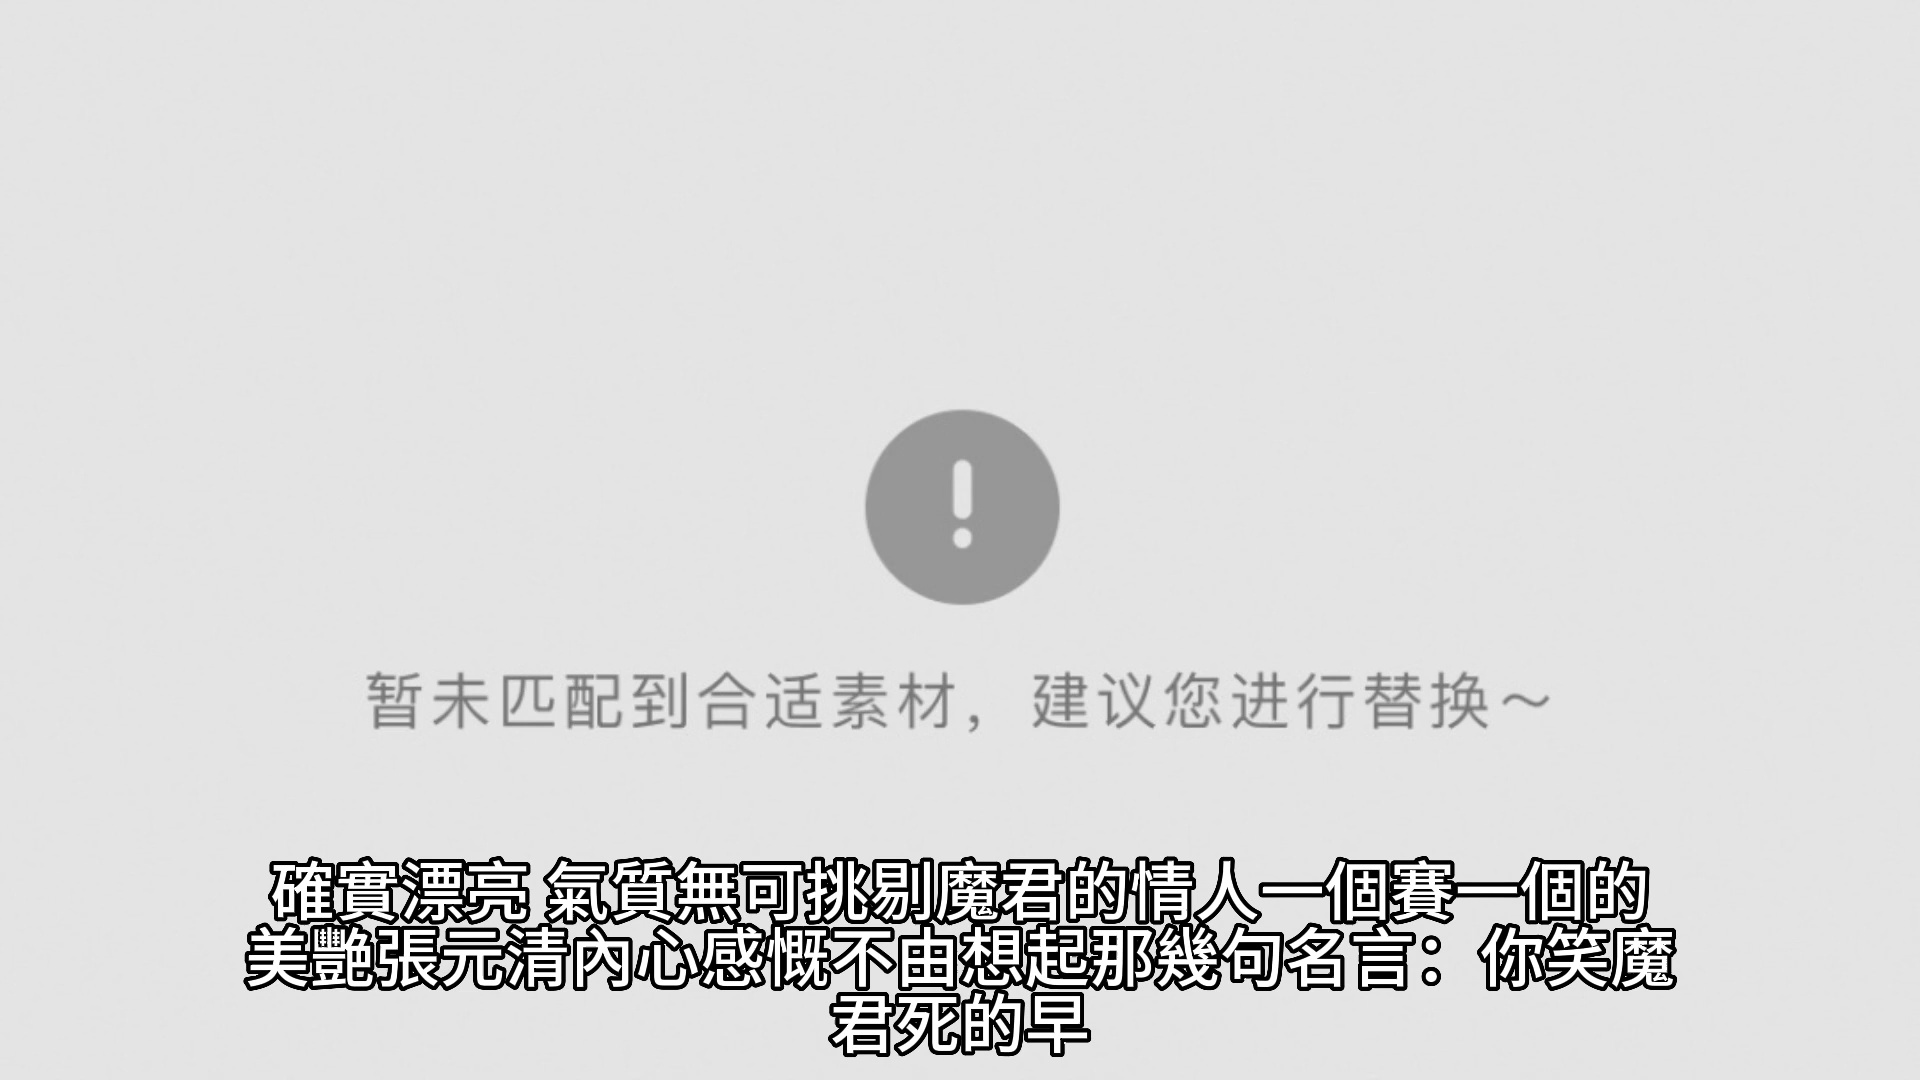 暂未匹配到合适素材，建议您进行替换～
確實漂亮 氣質無可挑剔魔君的情人一個賽一個的
美艷張元清內心感慨不由想起那幾句名言：你笑魔
君死的早